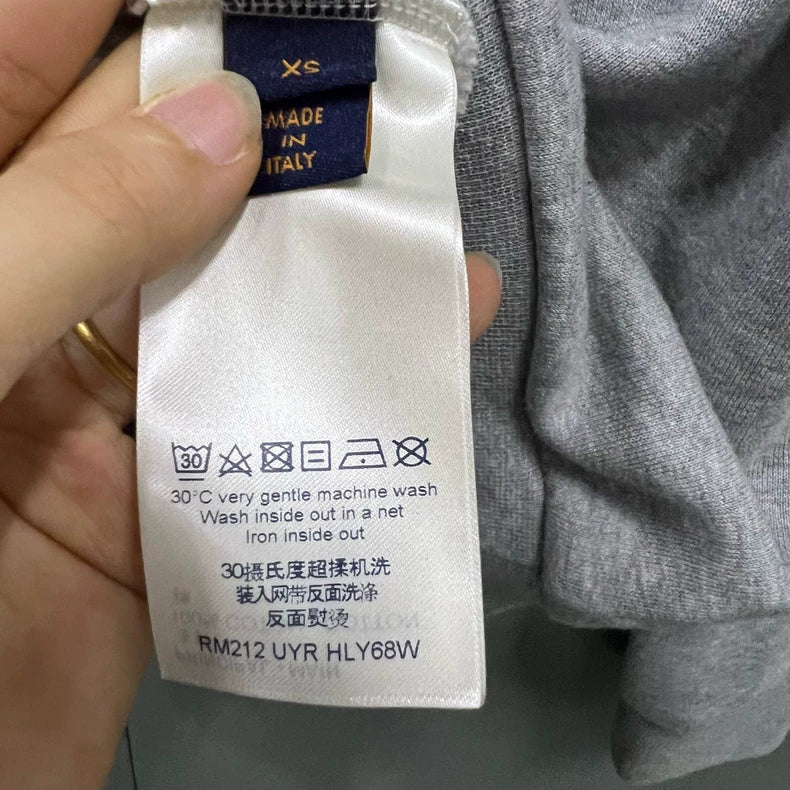 XS
MADE
IN
ITALY
30
30°C very gentle machine wash
Wash inside out in a net
Iron inside out
30摄氏度超揉机洗
装入网带反面洗涤
反面熨烫
RM212 UYR HLY68W